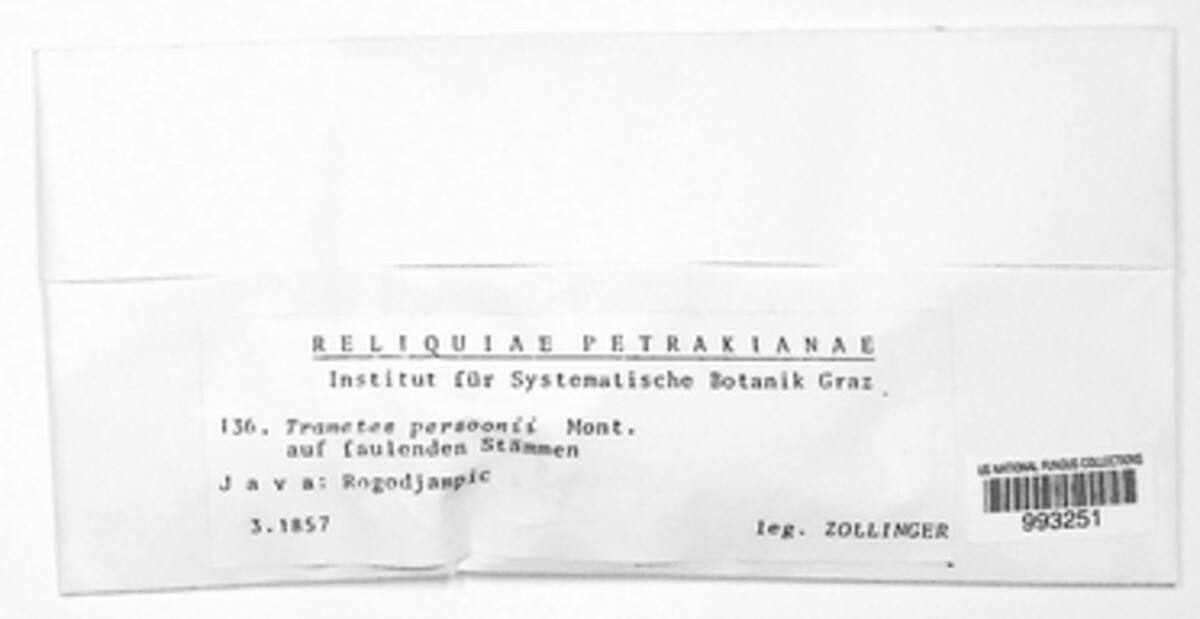 RELIQUIAE PETRAKIANAE
Institut für Systematische Botanik Graz
136. Trametes persoonii Mont.
auf faulenden Stämmen
Java: Rogodjampic
3.1857
leg. ZOLLINGER
US NATIONAL FUNGUS COLLECTIONS
993251